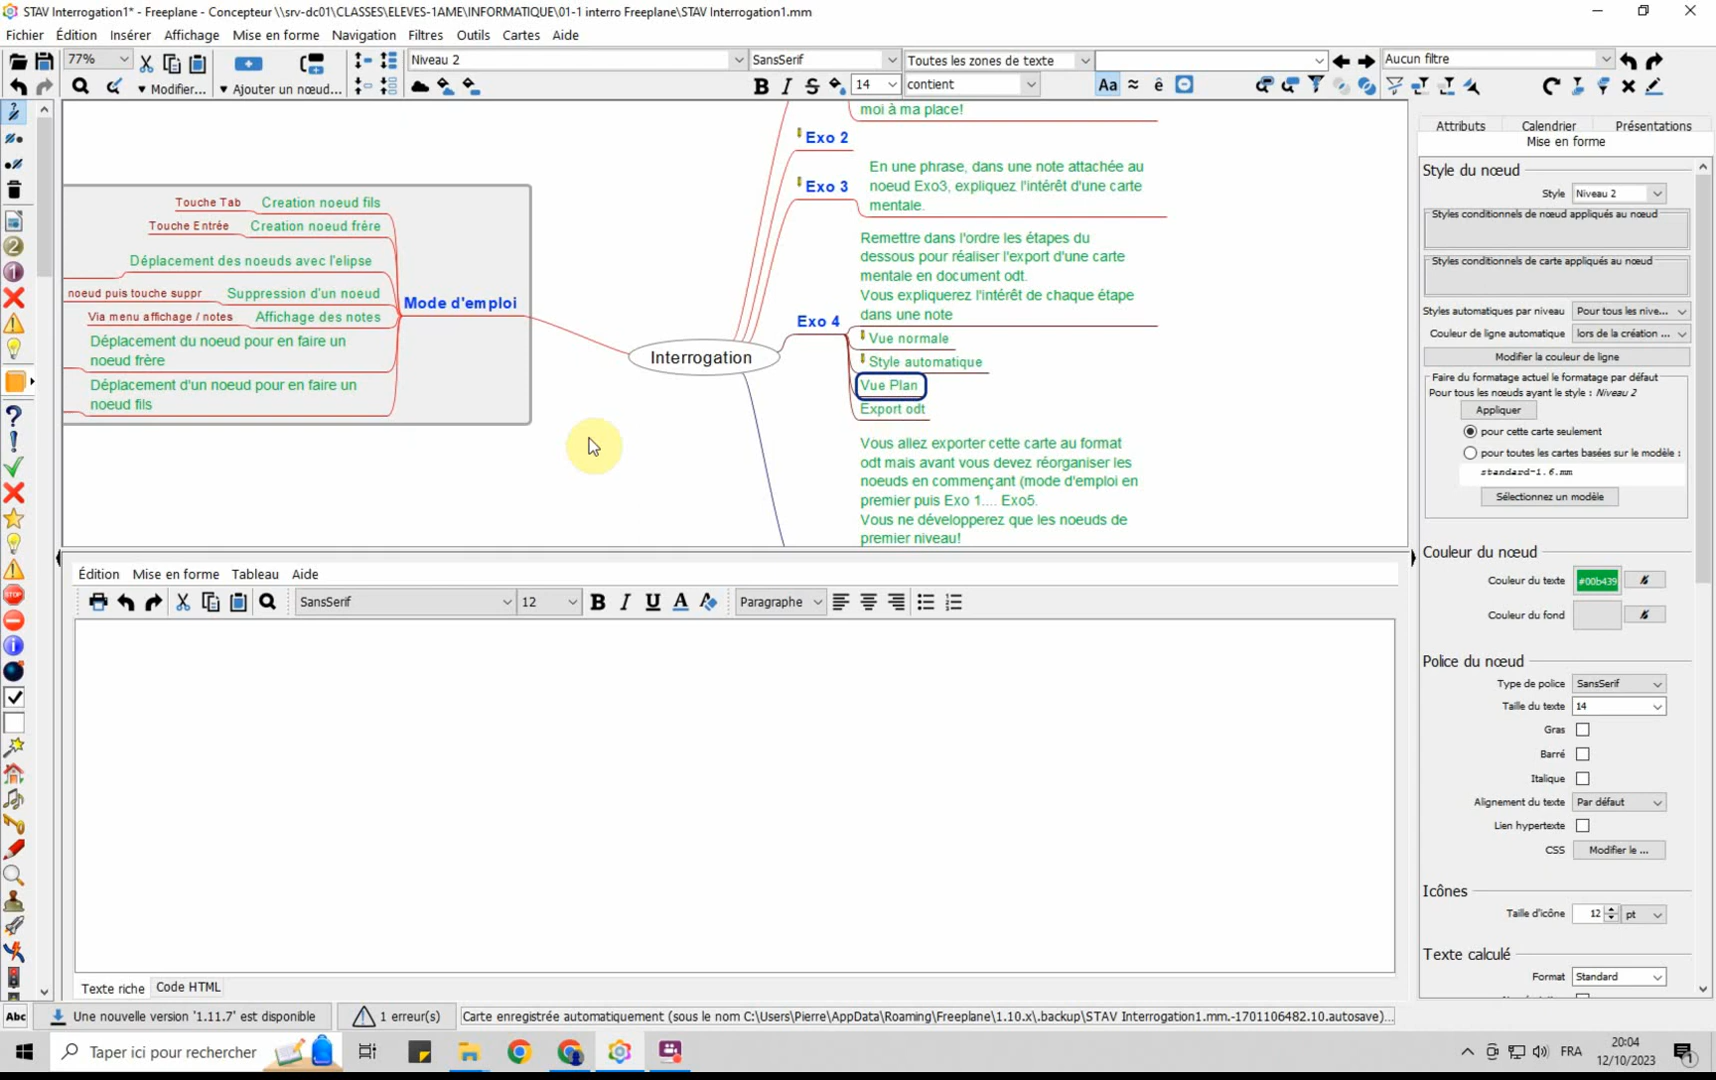 STAV Interrogation1* - Freeplane - Concepteur \\srv-dc01\CLASSES\ELEVES-1AME\INFORMATIQUE\01-1 interro Freeplane\STAV Interrogation1.mm
Fichier Édition Insérer Affichage Mise en forme Navigation Filtres Outils Cartes Aide
77% Niveau 2 SansSerif Toutes les zones de texte Aucun filtre
Modifier... Ajouter un nœud... 14 contient Aa ≈ ê
moi à ma place!
Exo 2
En une phrase, dans une note attachée au
noeud Exo3, expliquez l'intérêt d'une carte
mentale.
Exo 3
Remettre dans l'ordre les étapes du
dessous pour réaliser l'export d'une carte
mentale en document odt.
Vous expliquerez l'intérêt de chaque étape
dans une note
Exo 4
Vue normale
Style automatique
Vue Plan
Export odt
Vous allez exporter cette carte au format
odt mais avant vous devez réorganiser les
noeuds en commençant (mode d'emploi en
premier puis Exo 1.... Exo5.
Vous ne développerez que les noeuds de
premier niveau!
Interrogation
Mode d'emploi
Touche Tab Creation noeud fils
Touche Entrée Creation noeud frère
Déplacement des noeuds avec l'elipse
noeud puis touche suppr Suppression d'un noeud
Via menu affichage / notes Affichage des notes
Déplacement du noeud pour en faire un
noeud frère
Déplacement d'un noeud pour en faire un
noeud fils
Édition Mise en forme Tableau Aide
SansSerif 12 B I U A Paragraphe
Texte riche Code HTML
Attributs Calendrier Présentations
Mise en forme
Style du nœud
Style Niveau 2
Styles conditionnels de nœud appliqués au nœud
Styles conditionnels de carte appliqués au nœud
Styles automatiques par niveau Pour tous les nive...
Couleur de ligne automatique lors de la création ...
Modifier la couleur de ligne
Faire du formatage actuel le formatage par défaut
Pour tous les nœuds ayant le style : Niveau 2
Appliquer
pour cette carte seulement
pour toutes les cartes basées sur le modèle :
standard-1.6.mm
Sélectionnez un modèle
Couleur du nœud
Couleur du texte #00b439
Couleur du fond
Police du nœud
Type de police SansSerif
Taille du texte 14
Gras
Barré
Italique
Alignement du texte Par défaut
Lien hypertexte
CSS Modifier le ...
Icônes
Taille d'icône 12 pt
Texte calculé
Format Standard
STOP
Abc Une nouvelle version '1.11.7' est disponible 1 erreur(s) Carte enregistrée automatiquement (sous le nom C:\Users\Pierre\AppData\Roaming\Freeplane\1.10.x\.backup\STAV Interrogation1.mm.-1701106482.10.autosave)...
Taper ici pour rechercher FRA 20:04
12/10/2023